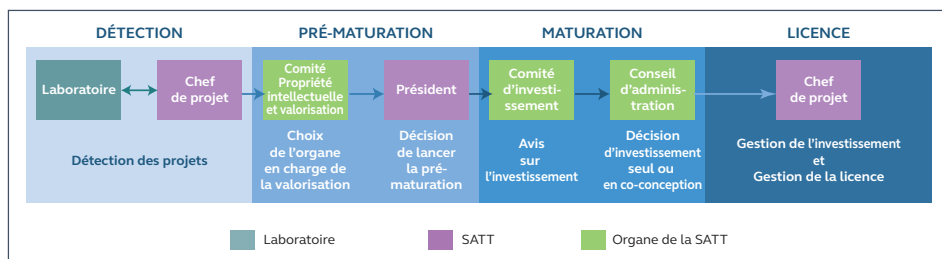 DÉTECTION
PRÉ-MATURATION
MATURATION
LICENCE
Laboratoire
Chef
de projet
Comité
Propriété
intellectuelle
et valorisation
Président
Comité
d'investi-
ssement
Conseil
d'adminis-
tration
Chef
de projet
Détection des projets
Choix
de l'organe
en charge de
la valorisation
Décision
de lancer
la pré-
maturation
Avis
sur
l'investissement
Décision
d'investissement
seul ou
en co-conception
Gestion de l'investissement
et
Gestion de la licence
Laboratoire
SATT
Organe de la SATT